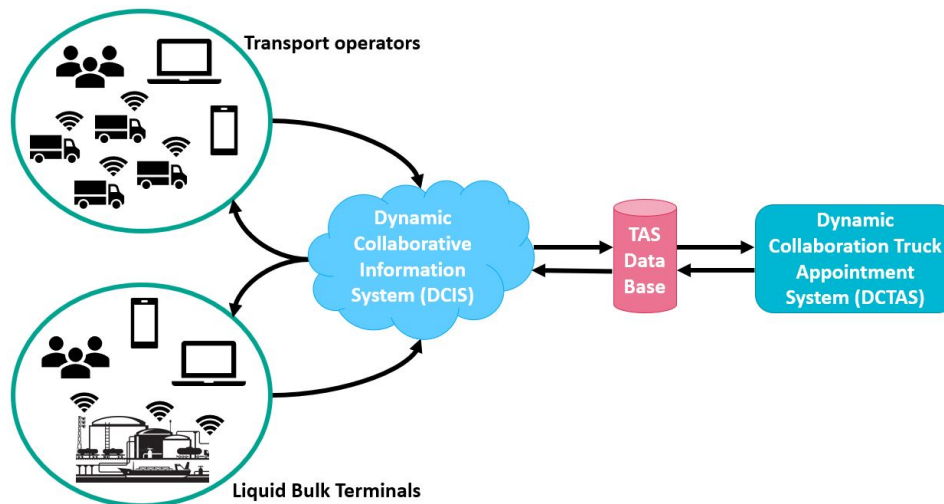 Transport operators
Dynamic
Collaborative
Information
System (DCIS)
TAS
Data
Base
Dynamic
Collaboration Truck
Appointment
System (DCTAS)
Liquid Bulk Terminals